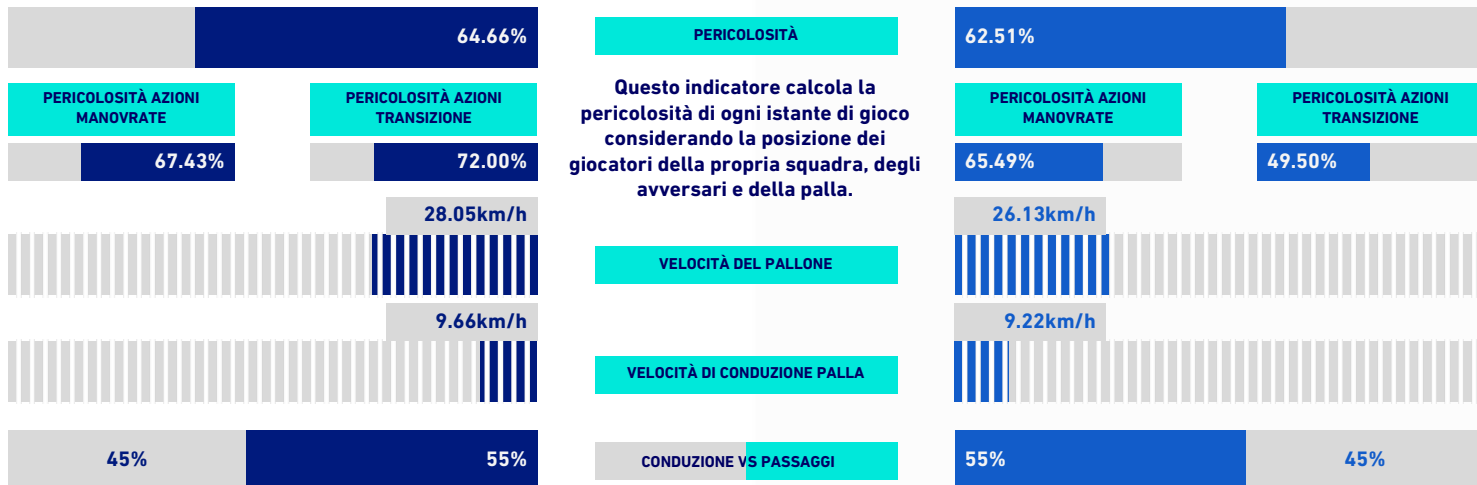 64.66%
PERICOLOSITÀ
62.51%
PERICOLOSITÀ AZIONI
MANOVRATE
PERICOLOSITÀ AZIONI
TRANSIZIONE
Questo indicatore calcola la
pericolosità di ogni istante di gioco
considerando la posizione dei
giocatori della propria squadra, degli
avversari e della palla.
PERICOLOSITÀ AZIONI
MANOVRATE
PERICOLOSITÀ AZIONI
TRANSIZIONE
67.43%
72.00%
65.49%
49.50%
28.05km/h
26.13km/h
VELOCITÀ DEL PALLONE
9.66km/h
9.22km/h
VELOCITÀ DI CONDUZIONE PALLA
45%
55%
CONDUZIONE VS PASSAGGI
55%
45%